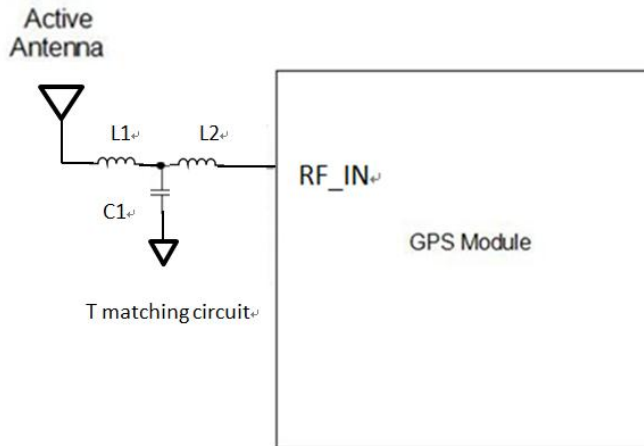 Active
Antenna
L1↵
L2↵
RF_IN↵
C1↵
GPS Module
T matching circuit↵